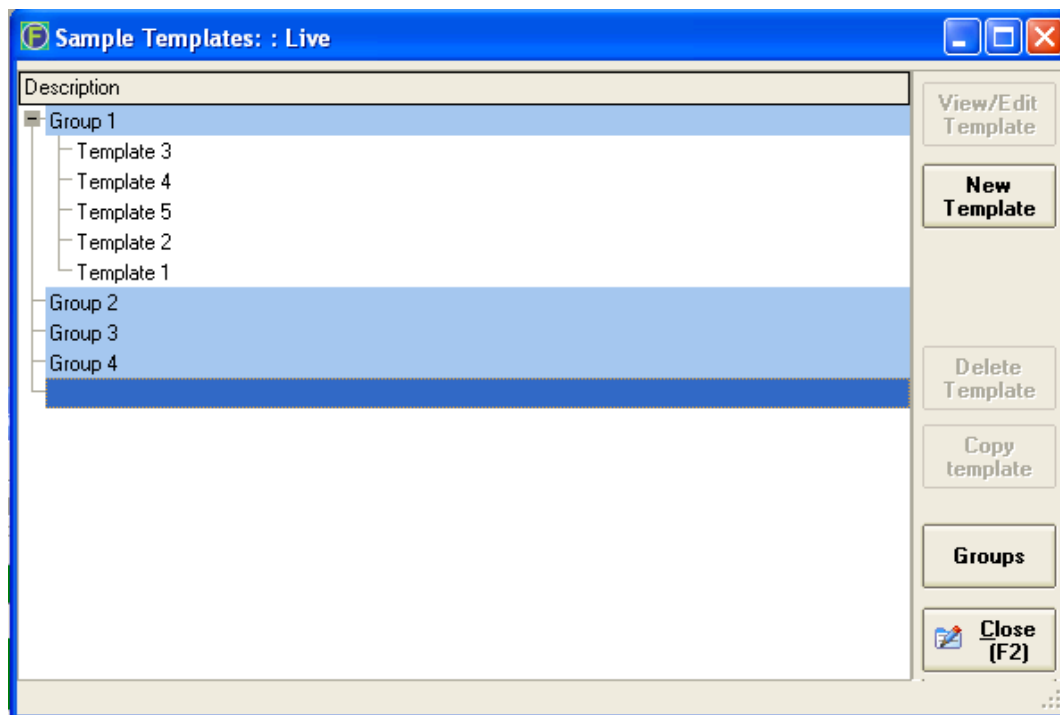 Sample Templates: : Live
Description
Group 1
Template 3
Template 4
Template 5
Template 2
Template 1
Group 2
Group 3
Group 4
View/Edit
Template
New
Template
Delete
Template
Copy
template
Groups
Close
(F2)